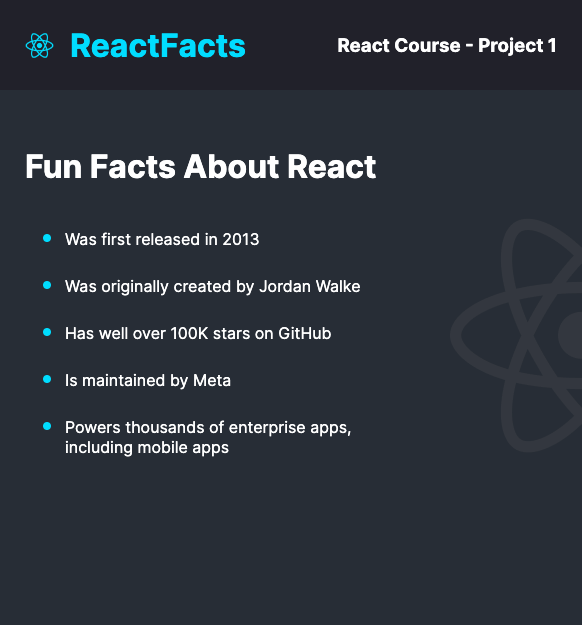 ReactFacts
React Course - Project 1
Fun Facts About React
Was first released in 2013
Was originally created by Jordan Walke
Has well over 100K stars on GitHub
Is maintained by Meta
Powers thousands of enterprise apps,
including mobile apps